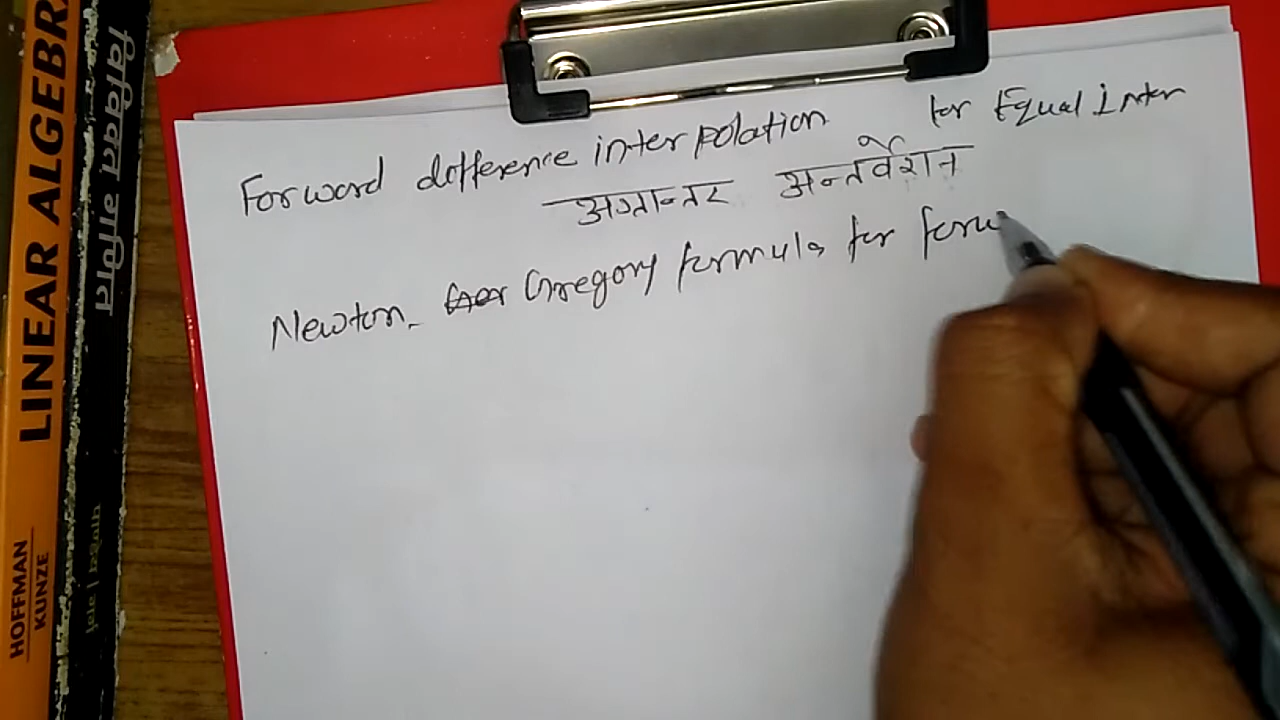 LINEAR ALGEBRA
HOFFMAN
KUNZE
विविक्त गणित
Forward difference interpolation for Equal inter
अग्रान्तर अन्तर्वेशन
Newton - Gregory formula for forw